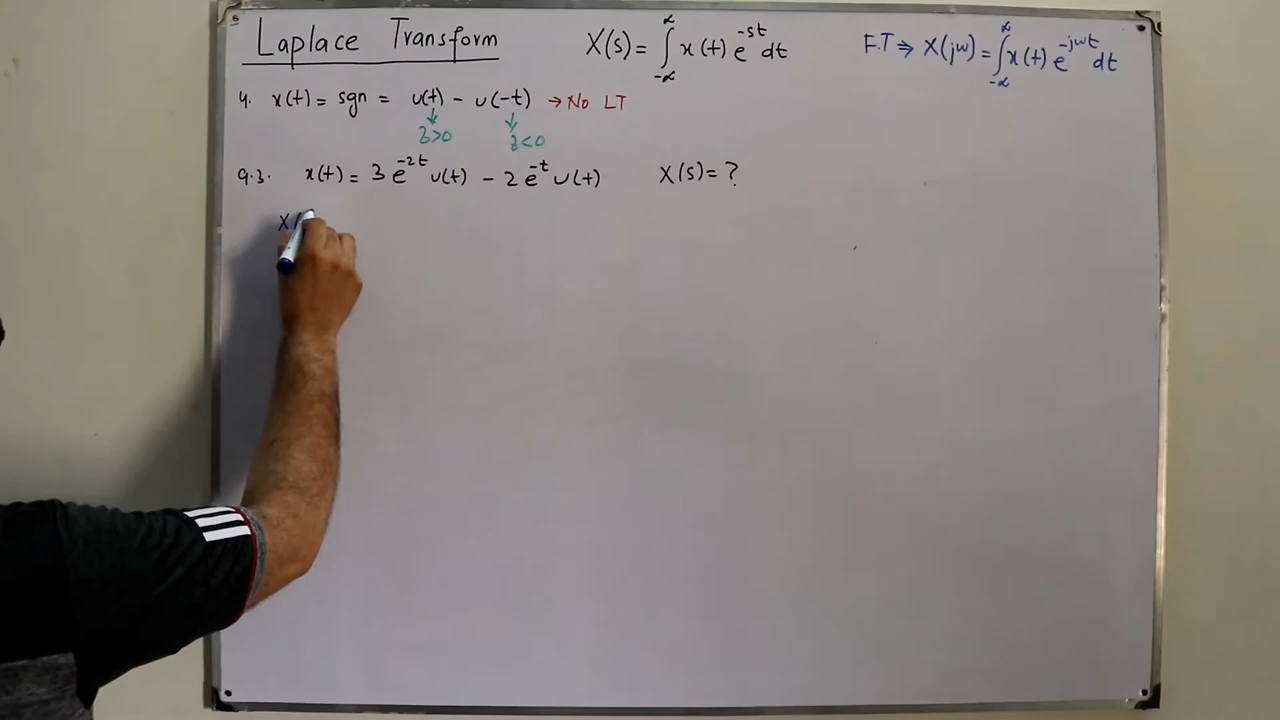 Laplace Transform X(s) = ∫_{-∞}^{∞} x(t) e^{-st} dt F.T ⇒ X(jω) = ∫_{-∞}^{∞} x(t) e^{-jωt} dt
4. x(t) = sgn = u(t) - u(-t) → No LT
σ>0 σ<0
9.3. x(t) = 3 e^{-2t} u(t) - 2 e^{-t} u(t) X(s) = ?
X(